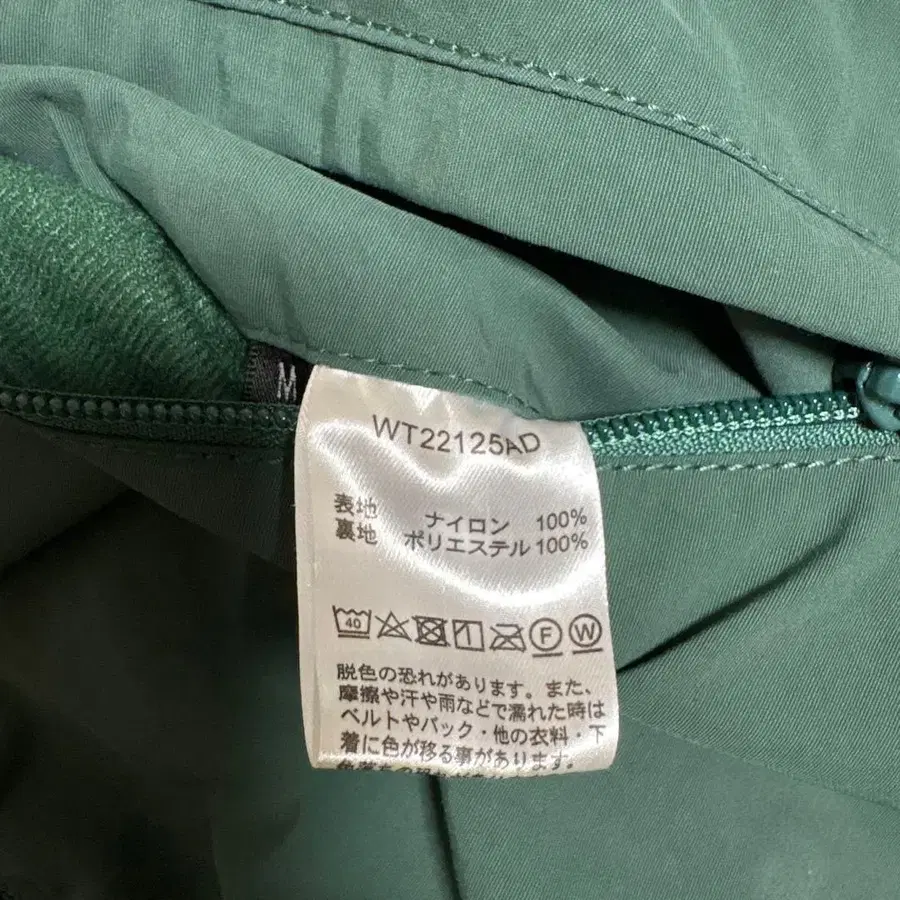 M
WT22125AD
表地 ナイロン 100%
裏地 ポリエステル 100%
40 F W
脱色の恐れがあります。また、
摩擦や汗や雨などで濡れた時は
ベルトやバック・他の衣料・下
着に色が移る事があります。